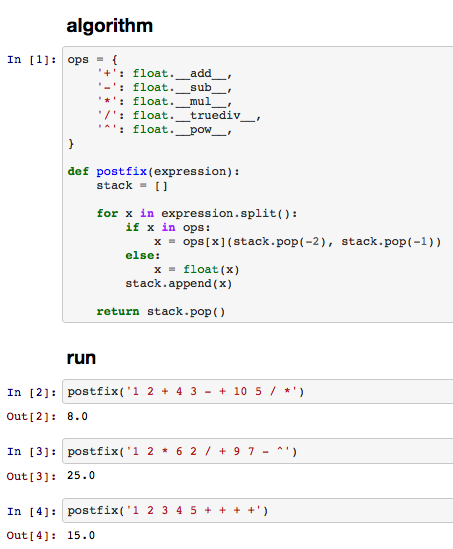 algorithm
In [1]: ops = {
    '+': float.__add__,
    '-': float.__sub__,
    '*': float.__mul__,
    '/': float.__truediv__,
    '^': float.__pow__,
}
def postfix(expression):
    stack = []
    for x in expression.split():
        if x in ops:
            x = ops[x](stack.pop(-2), stack.pop(-1))
        else:
            x = float(x)
        stack.append(x)
    return stack.pop()
run
In [2]: postfix('1 2 + 4 3 - + 10 5 / *')
Out[2]: 8.0
In [3]: postfix('1 2 * 6 2 / + 9 7 - ^')
Out[3]: 25.0
In [4]: postfix('1 2 3 4 5 + + + +')
Out[4]: 15.0